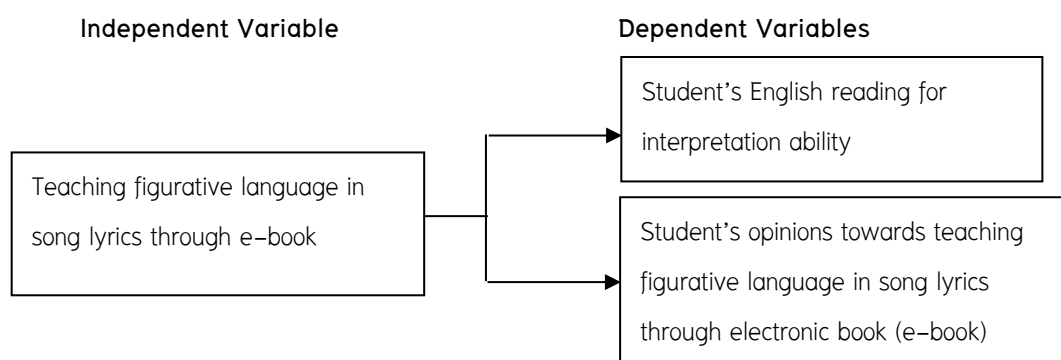 Independent Variable
Dependent Variables
Student's English reading for
interpretation ability
Teaching figurative language in
song lyrics through e-book
Student's opinions towards teaching
figurative language in song lyrics
through electronic book (e-book)